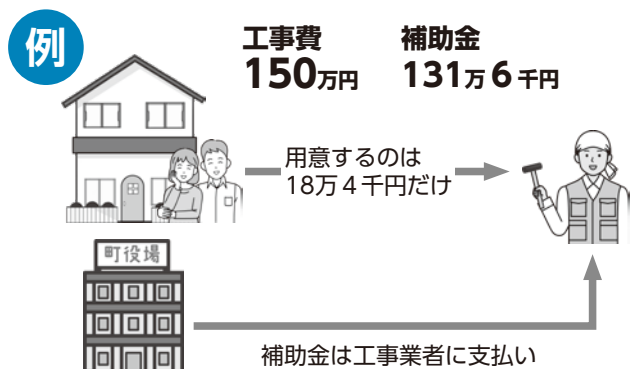 例
工事費 補助金
150万円 131万6千円
用意するのは
18万4千円だけ
町役場
補助金は工事業者に支払い